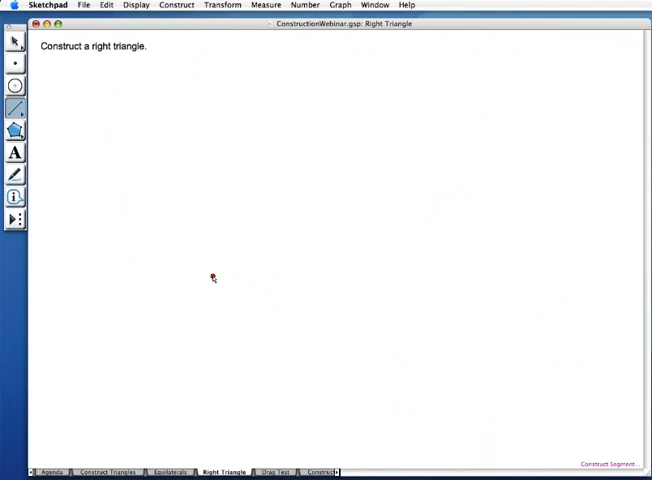 Sketchpad File Edit Display Construct Transform Measure Number Graph Window Help
ConstructionWebinar.gsp: Right Triangle
Construct a right triangle.
A
i
Construct Segment...
Agenda Construct Triangles Equilaterals Right Triangle Drag Test Construct